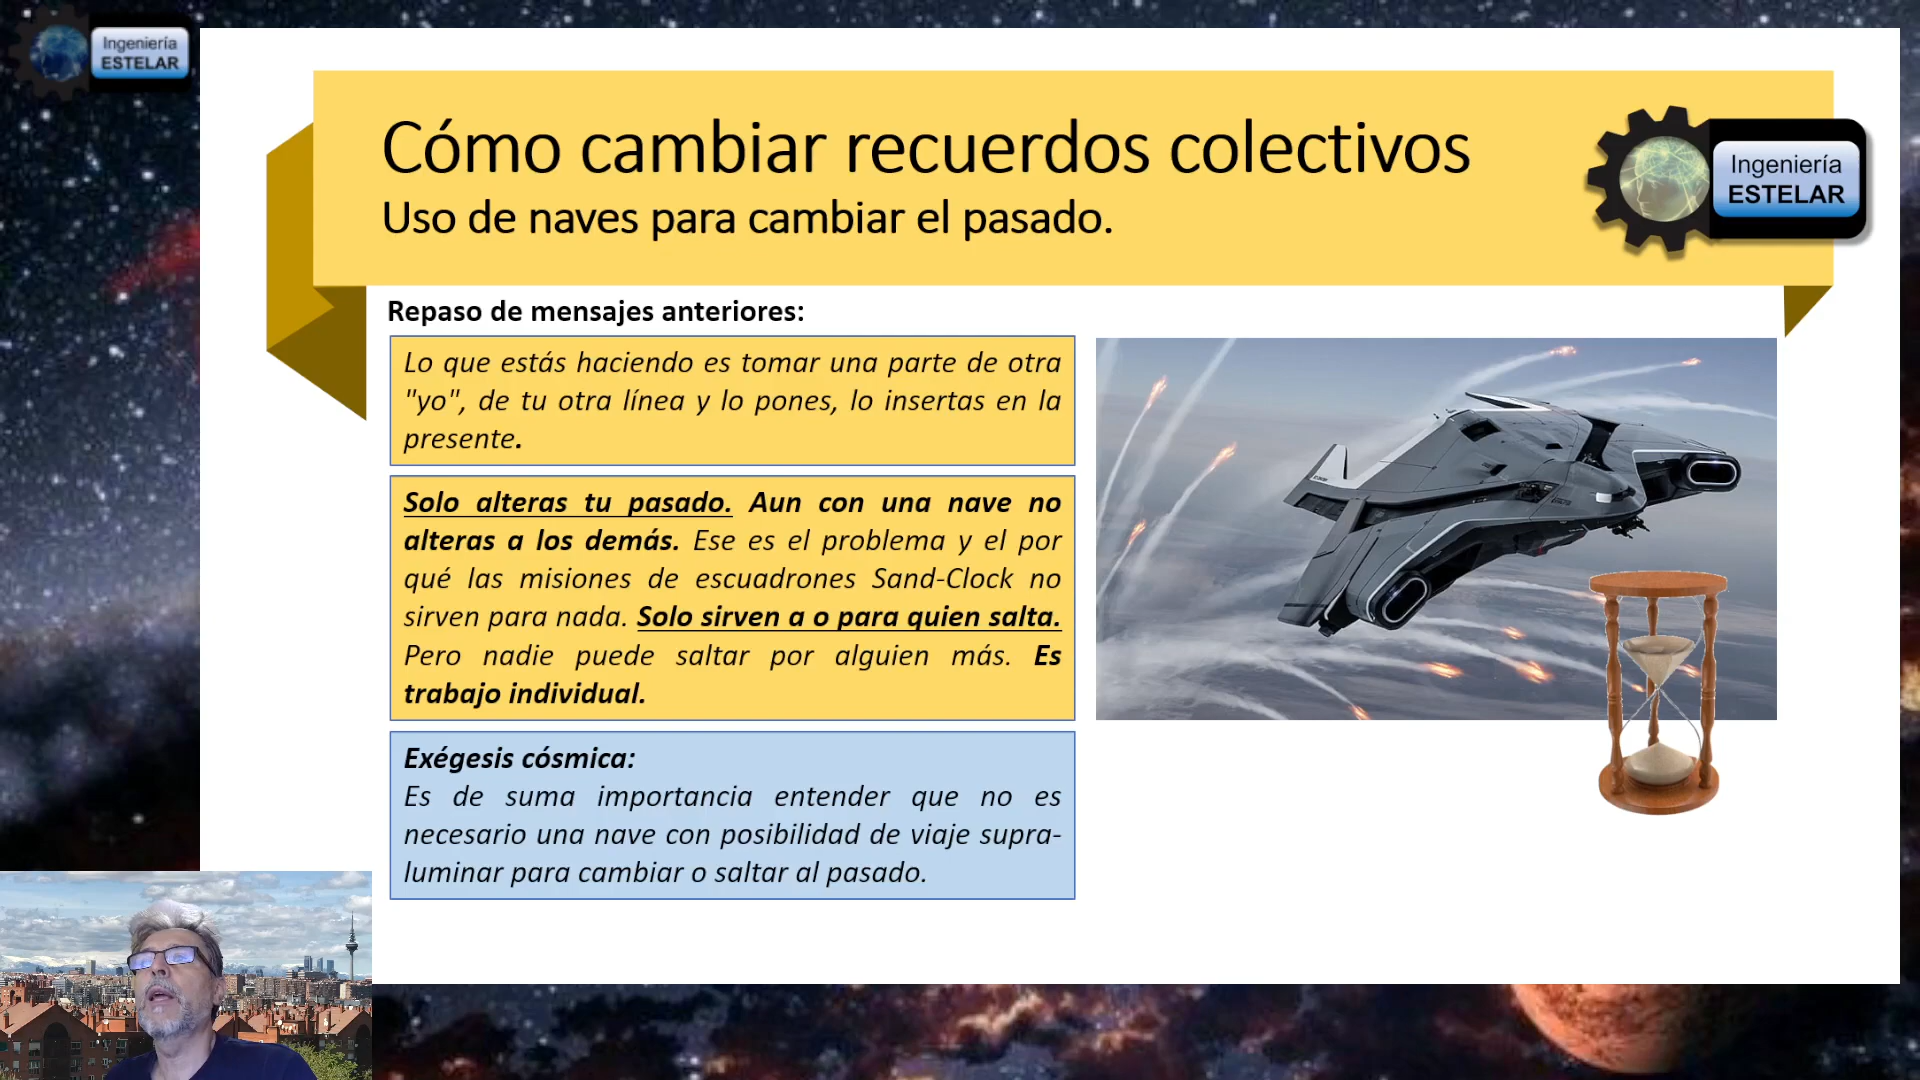 Ingeniería
ESTELAR
Cómo cambiar recuerdos colectivos
Uso de naves para cambiar el pasado.
Ingeniería
ESTELAR
Repaso de mensajes anteriores:
Lo que estás haciendo es tomar una parte de otra
"yo", de tu otra línea y lo pones, lo insertas en la
presente.
Solo alteras tu pasado. Aun con una nave no
alteras a los demás. Ese es el problema y el por
qué las misiones de escuadrones Sand-Clock no
sirven para nada. Solo sirven a o para quien salta.
Pero nadie puede saltar por alguien más. Es
trabajo individual.
Exégesis cósmica:
Es de suma importancia entender que no es
necesario una nave con posibilidad de viaje supra-
luminar para cambiar o saltar al pasado.